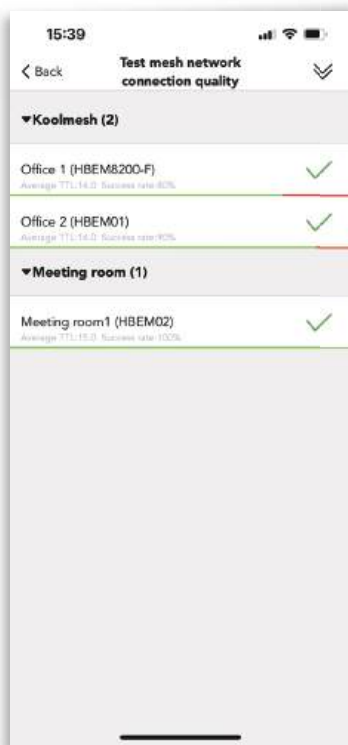 15:39
Back
Test mesh network
connection quality
Koolmesh (2)
Office 1 (HBEM8200-F)
Average TTL:14.0 Success rate:80%
Office 2 (HBEM01)
Average TTL:14.0 Success rate:90%
Meeting room (1)
Meeting room1 (HBEM02)
Average TTL:15.0 Success rate:100%